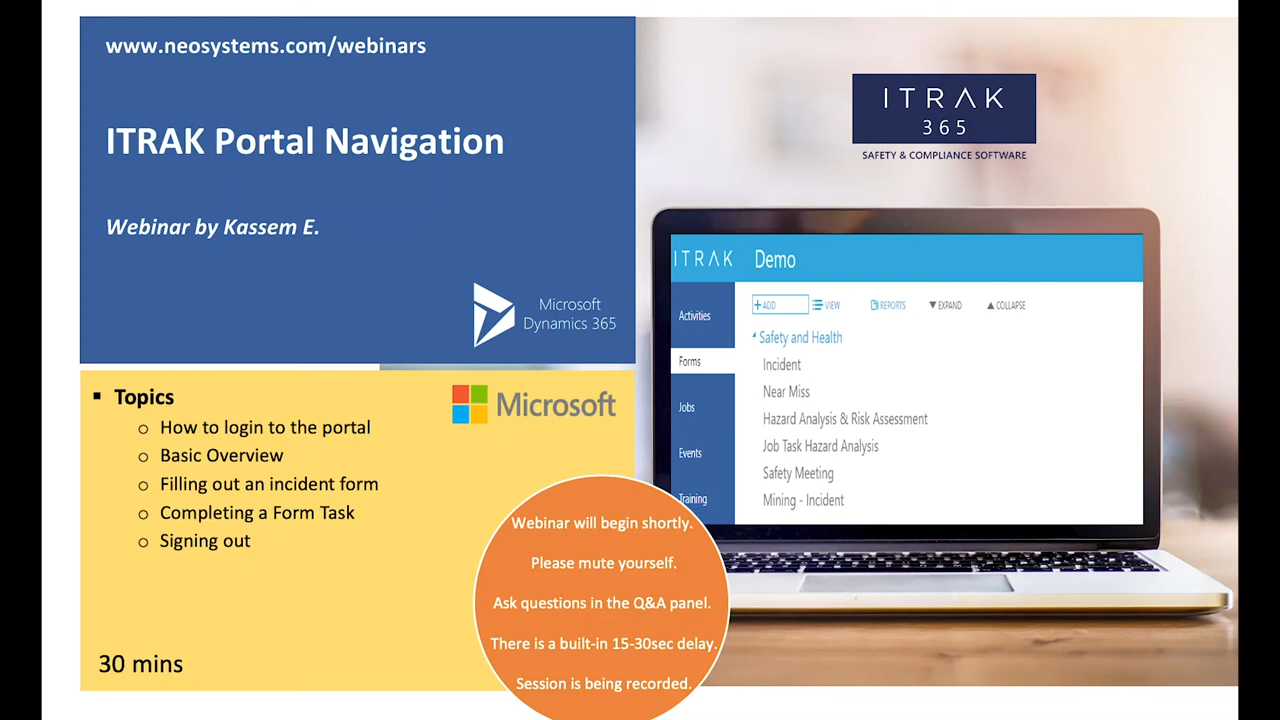 www.neosystems.com/webinars
ITRAK Portal Navigation
Webinar by Kassem E.
Microsoft
Dynamics 365
▪ Topics
Microsoft
o How to login to the portal
o Basic Overview
o Filling out an incident form
o Completing a Form Task
o Signing out
30 mins
Webinar will begin shortly.
Please mute yourself.
Ask questions in the Q&A panel.
There is a built-in 15-30sec delay.
Session is being recorded.
ITRAK
365
SAFETY & COMPLIANCE SOFTWARE
ITRAK Demo
Activities
Forms
Jobs
Events
Training
+ ADD VIEW REPORTS ▼ EXPAND ▲ COLLAPSE
Safety and Health
Incident
Near Miss
Hazard Analysis & Risk Assessment
Job Task Hazard Analysis
Safety Meeting
Mining - Incident